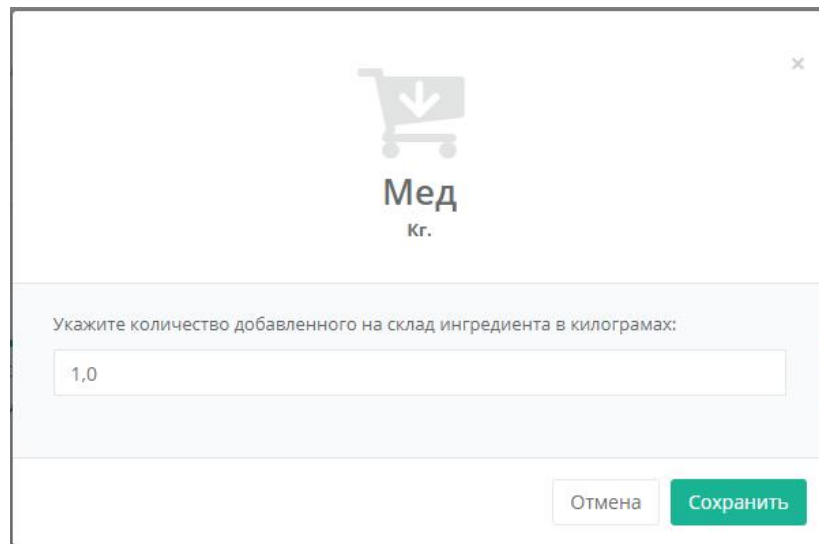 ×
Мед
Кг.
Укажите количество добавленного на склад ингредиента в килограмах:
1,0
Отмена Сохранить